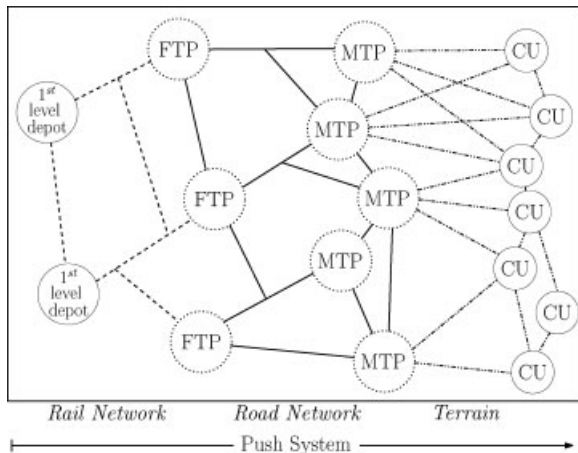 FTP
MTP
CU
1st
level
depot
CU
MTP
CU
FTP
MTP
CU
MTP
CU
1st
level
depot
CU
FTP
MTP
CU
Rail Network Road Network Terrain
Push System